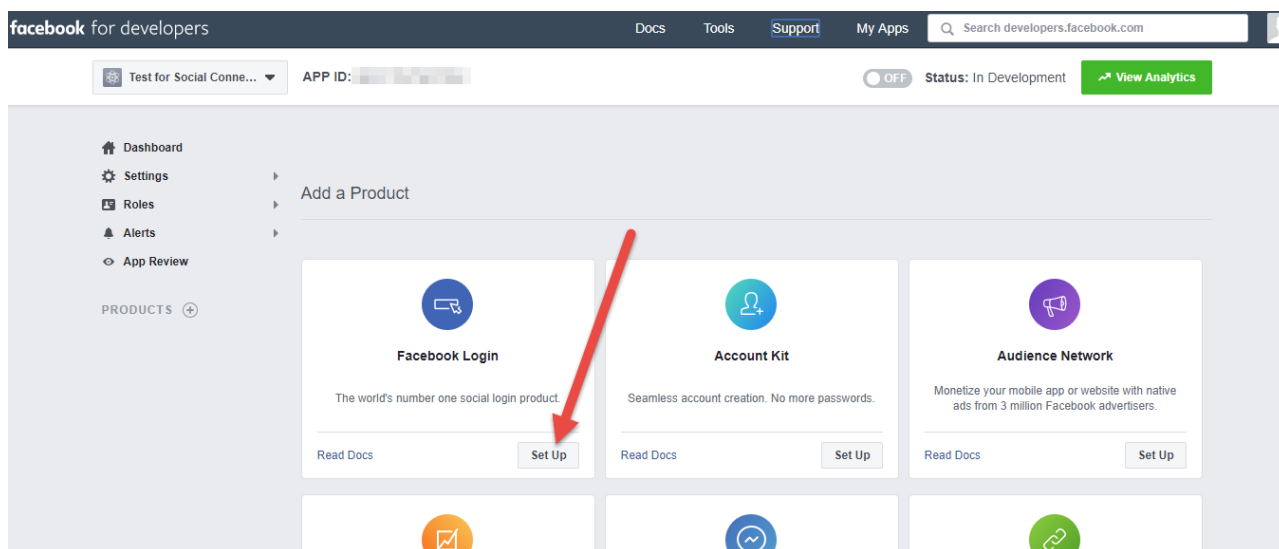 facebook for developers Docs Tools Support My Apps Search developers.facebook.com
Test for Social Conne... APP ID: OFF Status: In Development View Analytics
Dashboard
Settings
Roles
Alerts
App Review
PRODUCTS
Add a Product
Facebook Login
The world's number one social login product.
Read Docs Set Up
Account Kit
Seamless account creation. No more passwords.
Read Docs Set Up
Audience Network
Monetize your mobile app or website with native
ads from 3 million Facebook advertisers.
Read Docs Set Up